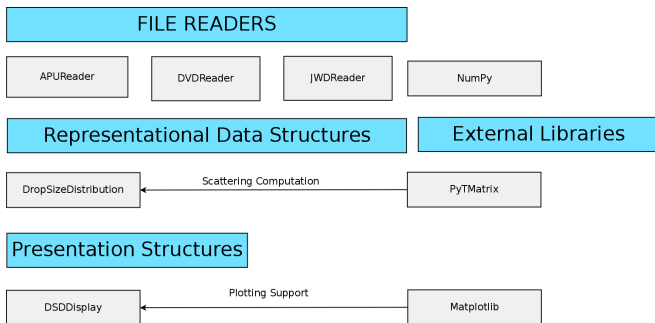 FILE READERS
APUReader
DVDReader
JWDReader
NumPy
Representational Data Structures
External Libraries
DropSizeDistribution
Scattering Computation
PyTMatrix
Presentation Structures
DSDDisplay
Plotting Support
Matplotlib